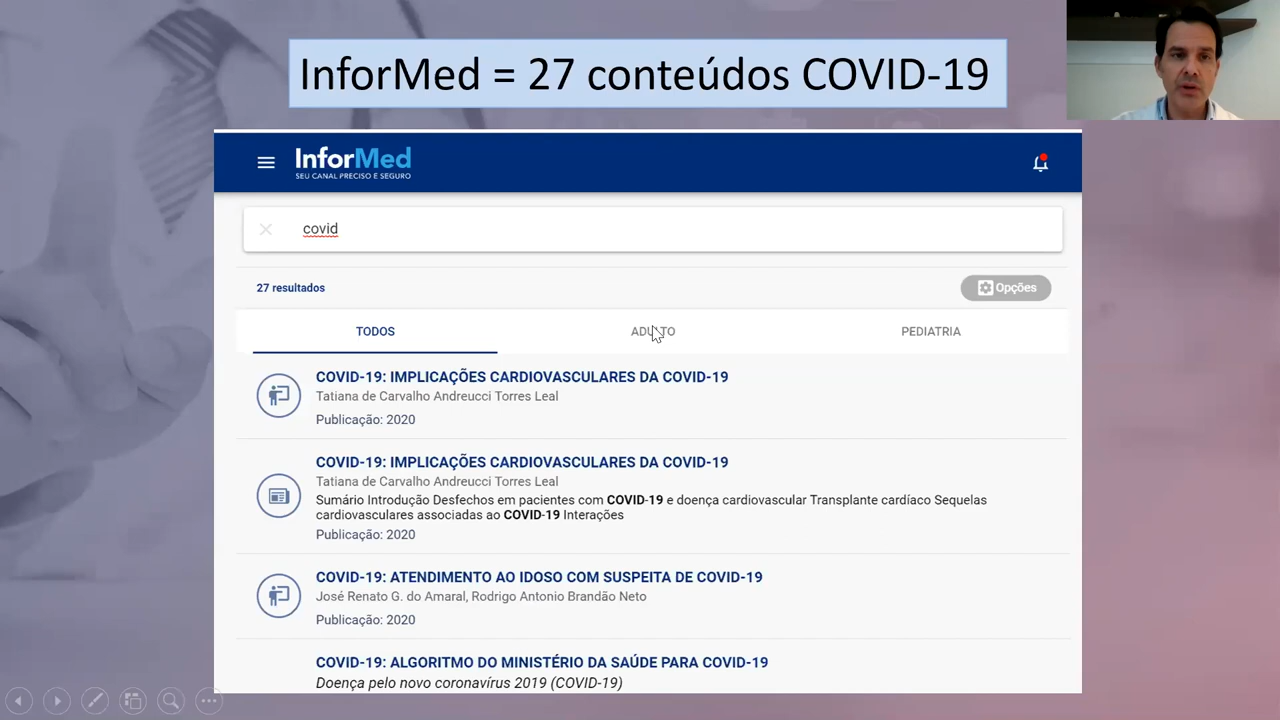 InforMed = 27 conteúdos COVID-19
InforMed
SEU CANAL PRECISO E SEGURO
covid
27 resultados
Opções
TODOS
ADULTO
PEDIATRIA
COVID-19: IMPLICAÇÕES CARDIOVASCULARES DA COVID-19
Tatiana de Carvalho Andreucci Torres Leal
Publicação: 2020
COVID-19: IMPLICAÇÕES CARDIOVASCULARES DA COVID-19
Tatiana de Carvalho Andreucci Torres Leal
Sumário Introdução Desfechos em pacientes com COVID-19 e doença cardiovascular Transplante cardíaco Sequelas
cardiovasculares associadas ao COVID-19 Interações
Publicação: 2020
COVID-19: ATENDIMENTO AO IDOSO COM SUSPEITA DE COVID-19
José Renato G. do Amaral, Rodrigo Antonio Brandão Neto
Publicação: 2020
COVID-19: ALGORITMO DO MINISTÉRIO DA SAÚDE PARA COVID-19
Doença pelo novo coronavírus 2019 (COVID-19)